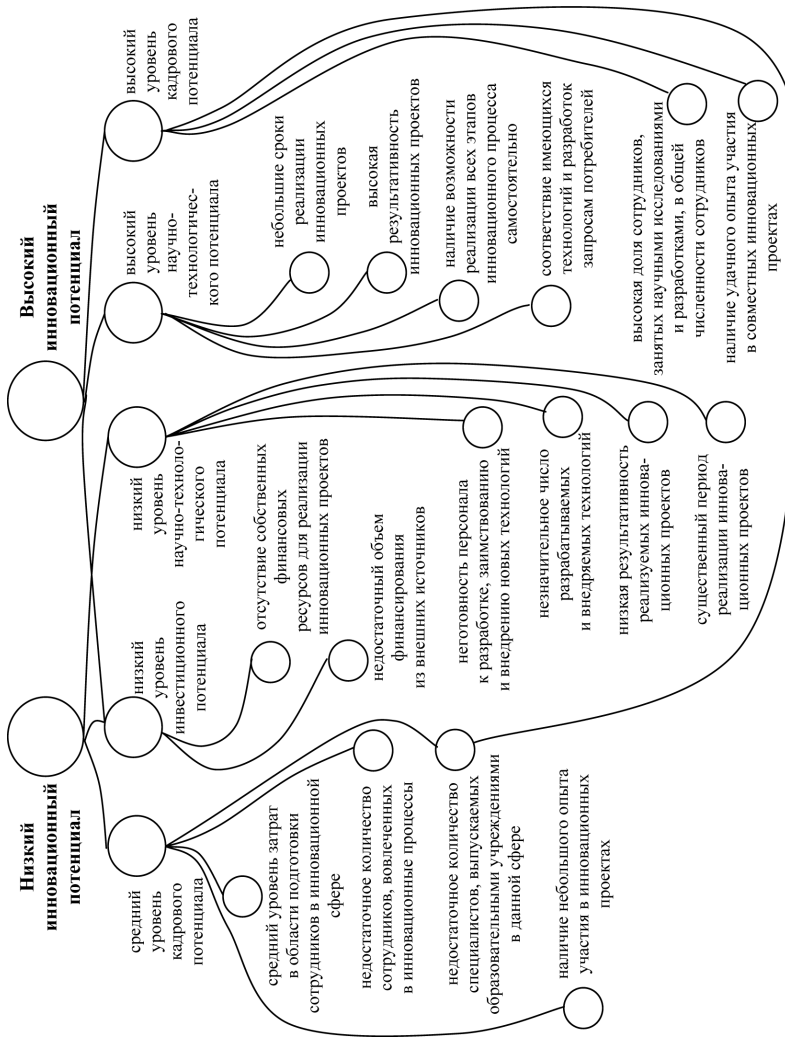 Низкий
инновационный
потенциал
Высокий
инновационный
потенциал
средний
уровень
кадрового
потенциала
низкий
уровень
инвестиционного
потенциала
низкий
уровень
научно-техноло-
гического
потенциала
высокий
уровень
научно-
технологичес-
кого потенциала
высокий
уровень
кадрового
потенциала
средний уровень затрат
в области подготовки
сотрудников в инновационной
сфере
недостаточное количество
сотрудников, вовлеченных
в инновационные процессы
недостаточное количество
специалистов, выпускаемых
образовательными учреждениями
в данной сфере
наличие небольшого опыта
участия в инновационных
проектах
отсутствие собственных
финансовых
ресурсов для реализации
инновационных проектов
недостаточный объем
финансирования
из внешних источников
неготовность персонала
к разработке, заимствованию
и внедрению новых технологий
незначительное число
разрабатываемых
и внедряемых технологий
низкая результативность
реализуемых иннова-
ционных проектов
существенный период
реализации иннова-
ционных проектов
небольшие сроки
реализации
инновационных
проектов
высокая
результативность
инновационных проектов
наличие возможности
реализации всех этапов
инновационного процесса
самостоятельно
соответствие имеющихся
технологий и разработок
запросам потребителей
высокая доля сотрудников,
занятых научными исследованиями
и разработками, в общей
численности сотрудников
наличие удачного опыта участия
в совместных инновационных
проектах